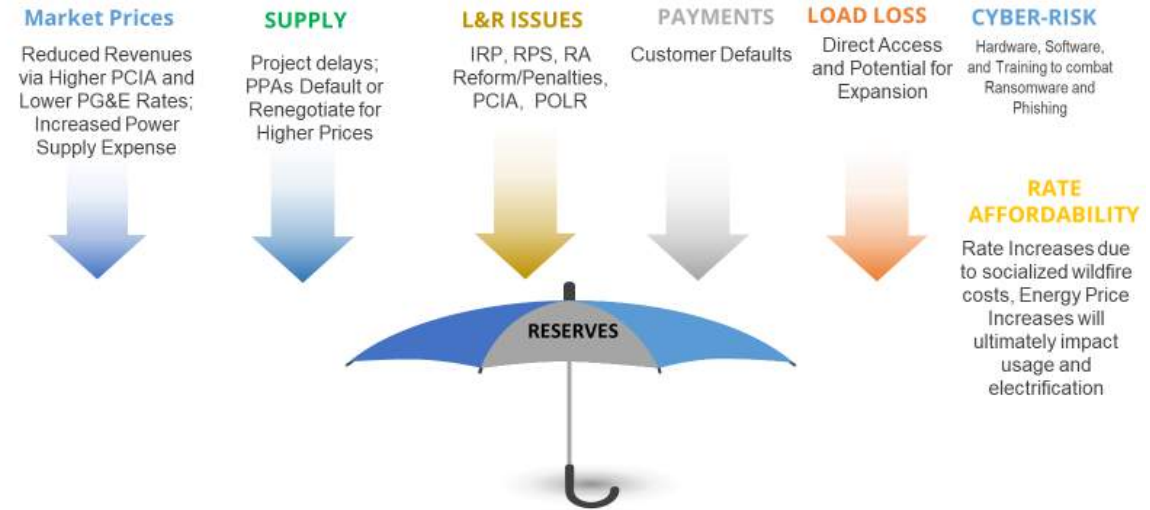 Market Prices
Reduced Revenues
via Higher PCIA and
Lower PG&E Rates;
Increased Power
Supply Expense
SUPPLY
Project delays;
PPAs Default or
Renegotiate for
Higher Prices
L&R ISSUES
IRP, RPS, RA
Reform/Penalties,
PCIA, POLR
PAYMENTS
Customer Defaults
LOAD LOSS
Direct Access
and Potential for
Expansion
CYBER-RISK
Hardware, Software,
and Training to combat
Ransomware and
Phishing
RATE
AFFORDABILITY
Rate Increases due
to socialized wildfire
costs, Energy Price
Increases will
ultimately impact
usage and
electrification
RESERVES